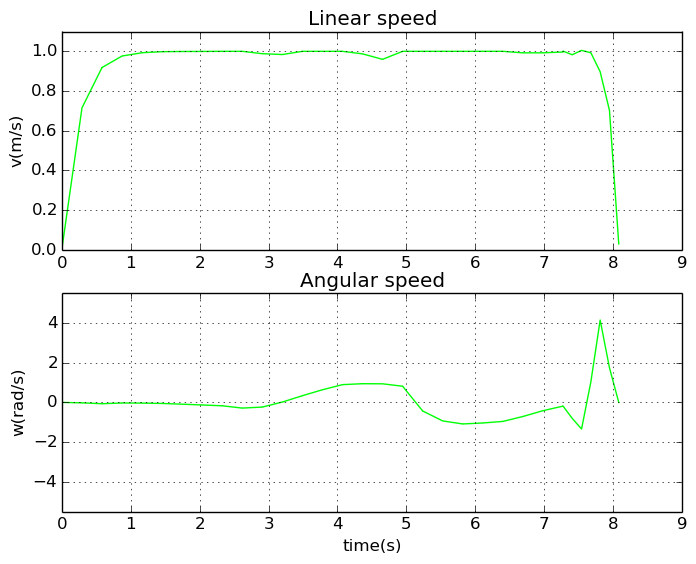 Linear speed
1.0
0.8
0.6
0.4
0.2
0.0
v(m/s)
0 1 2 3 4 5 6 7 8 9
Angular speed
4
2
0
−2
−4
w(rad/s)
0 1 2 3 4 5 6 7 8 9
time(s)